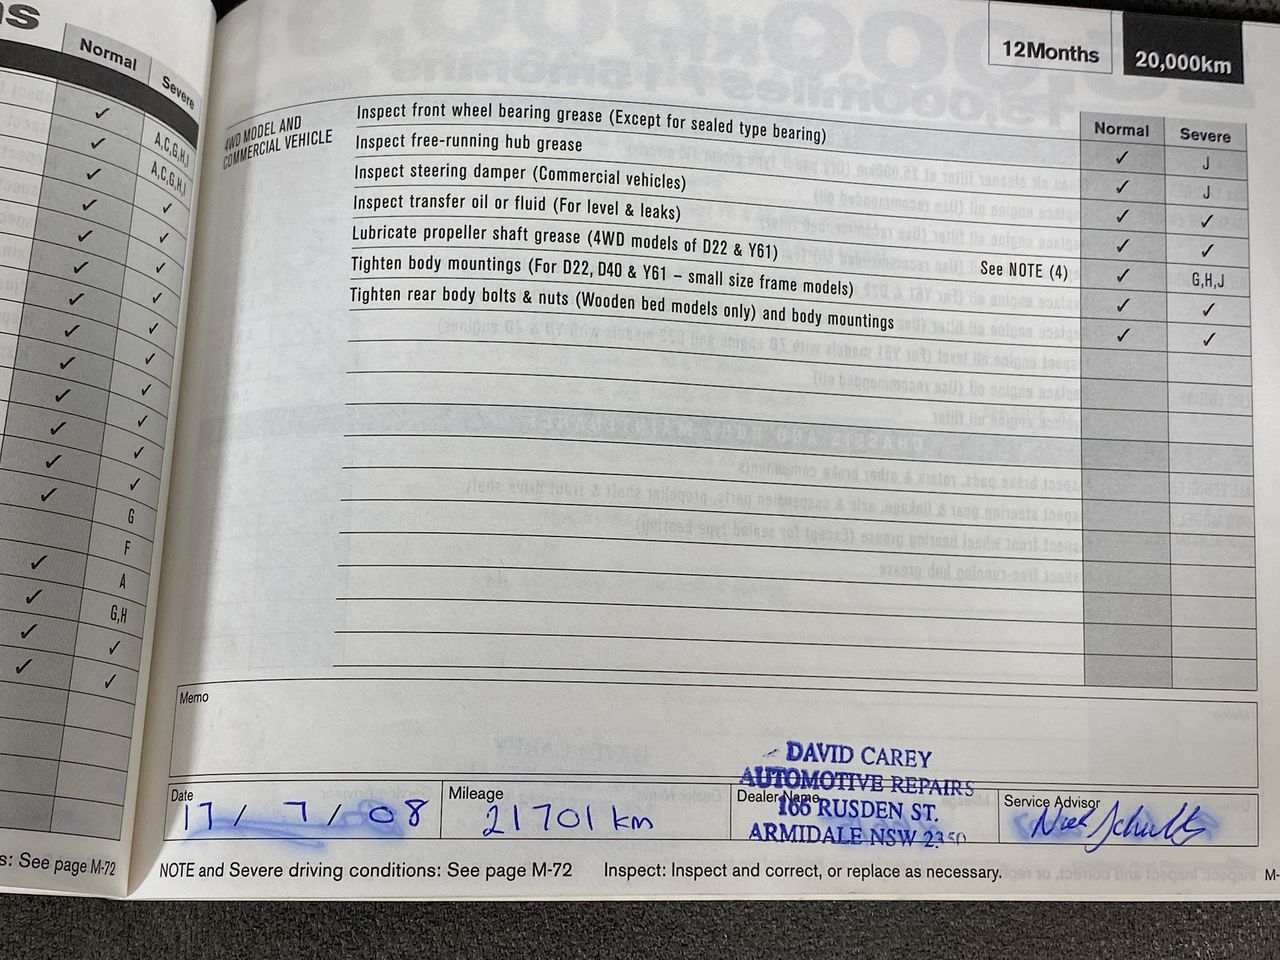 ns
Normal
Severe
✓ A,C,G,H,I
✓ A,C,G,H,I
✓ ✓
✓ ✓
✓ ✓
✓ ✓
✓ ✓
✓ ✓
✓ ✓
✓ ✓
✓ ✓
✓ ✓
✓ G
F
✓ A
✓ G,H
✓ ✓
✓ ✓
s: See page M-72
12Months
20,000km
Normal Severe
4WD MODEL AND
COMMERCIAL VEHICLE
Inspect front wheel bearing grease (Except for sealed type bearing) ✓ J
Inspect free-running hub grease ✓ J
Inspect steering damper (Commercial vehicles) ✓ ✓
Inspect transfer oil or fluid (For level & leaks) ✓ ✓
Lubricate propeller shaft grease (4WD models of D22 & Y61) See NOTE (4) ✓ G,H,J
Tighten body mountings (For D22, D40 & Y61 – small size frame models) ✓ ✓
Tighten rear body bolts & nuts (Wooden bed models only) and body mountings ✓ ✓
Memo
DAVID CAREY
AUTOMOTIVE REPAIRS
166 RUSDEN ST.
ARMIDALE NSW 2350
Date
17/7/08
Mileage
21701 km
Dealer Name
Service Advisor
Nick Schultz
NOTE and Severe driving conditions: See page M-72 Inspect: Inspect and correct, or replace as necessary.
M-